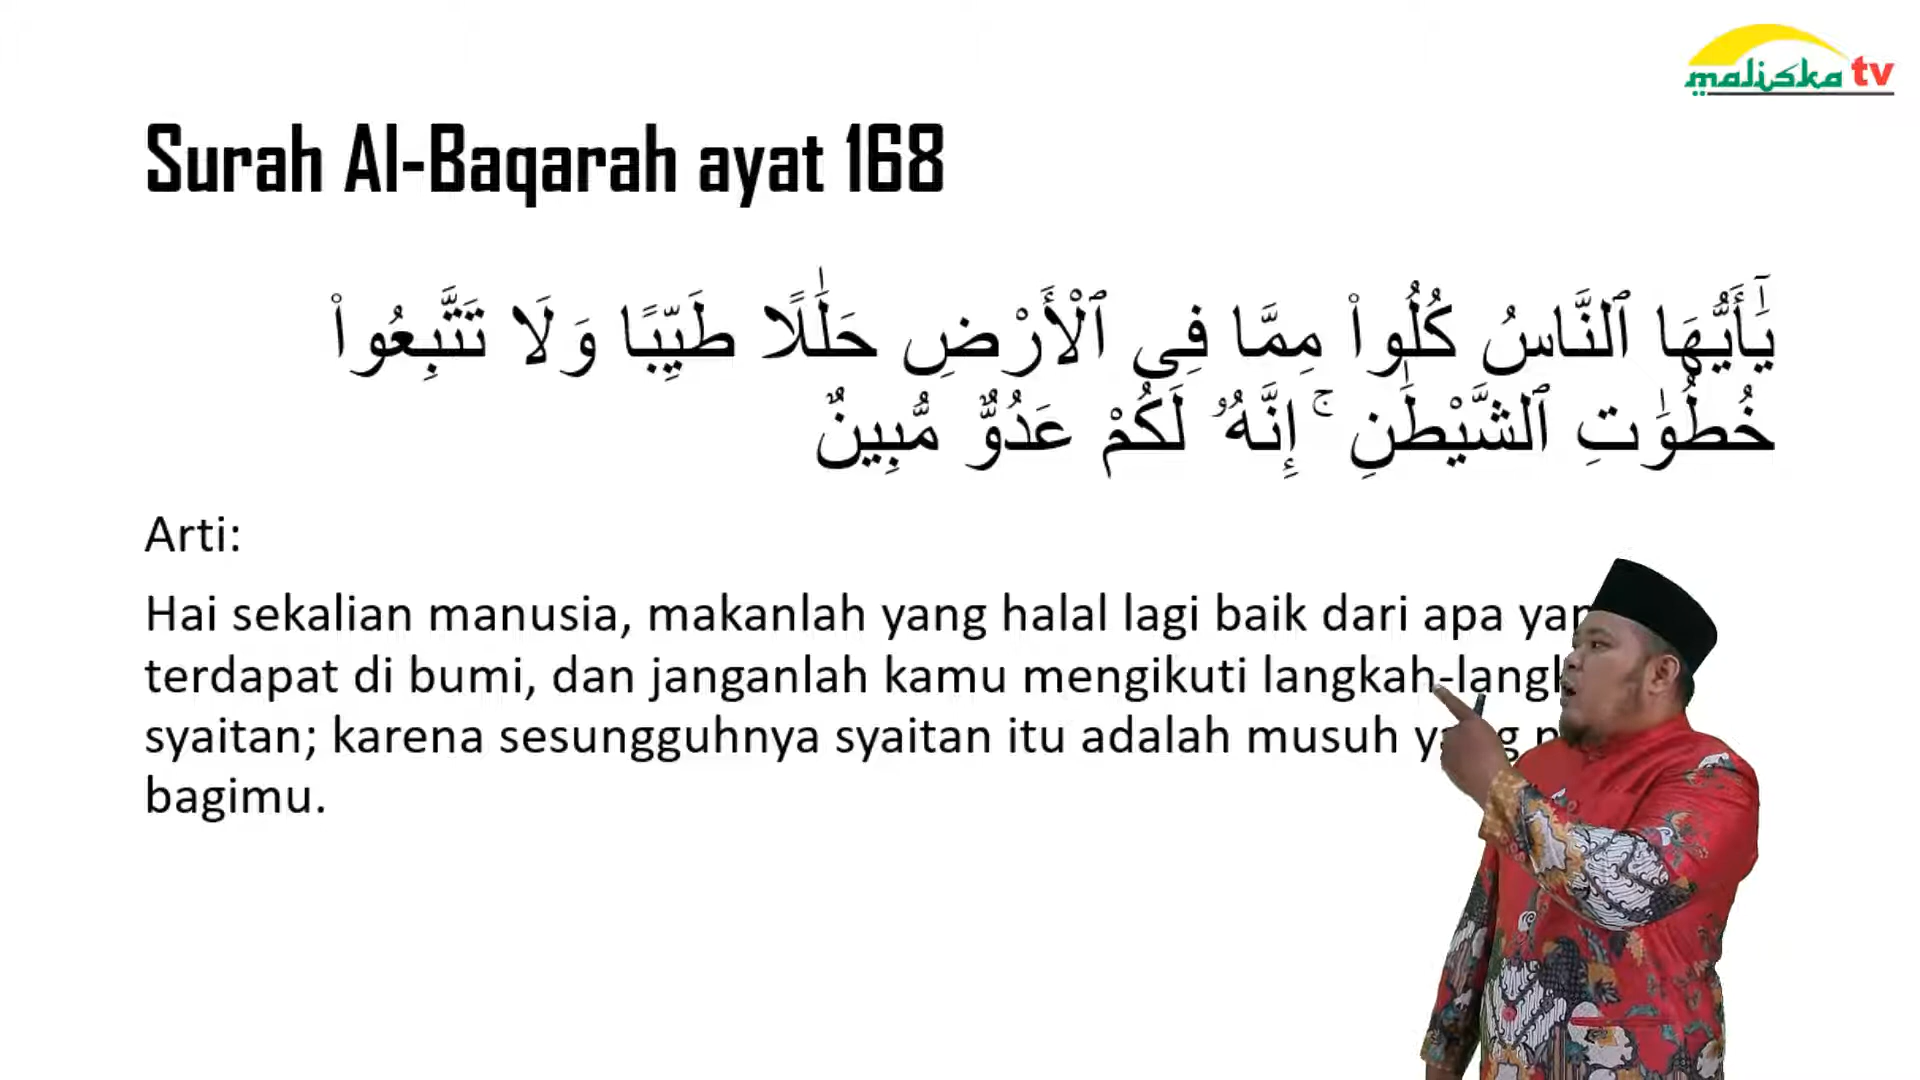 maliska tv
Surah Al-Baqarah ayat 168
يَٰٓأَيُّهَا ٱلنَّاسُ كُلُوا۟ مِمَّا فِى ٱلْأَرْضِ حَلَٰلًا طَيِّبًا وَلَا تَتَّبِعُوا۟
خُطُوَٰتِ ٱلشَّيْطَٰنِ ۚ إِنَّهُۥ لَكُمْ عَدُوٌّ مُّبِينٌ
Arti:
Hai sekalian manusia, makanlah yang halal lagi baik dari apa
terdapat di bumi, dan janganlah kamu mengikuti
syaitan; karena sesungguhnya syaitan itu adalah musuh
bagimu.